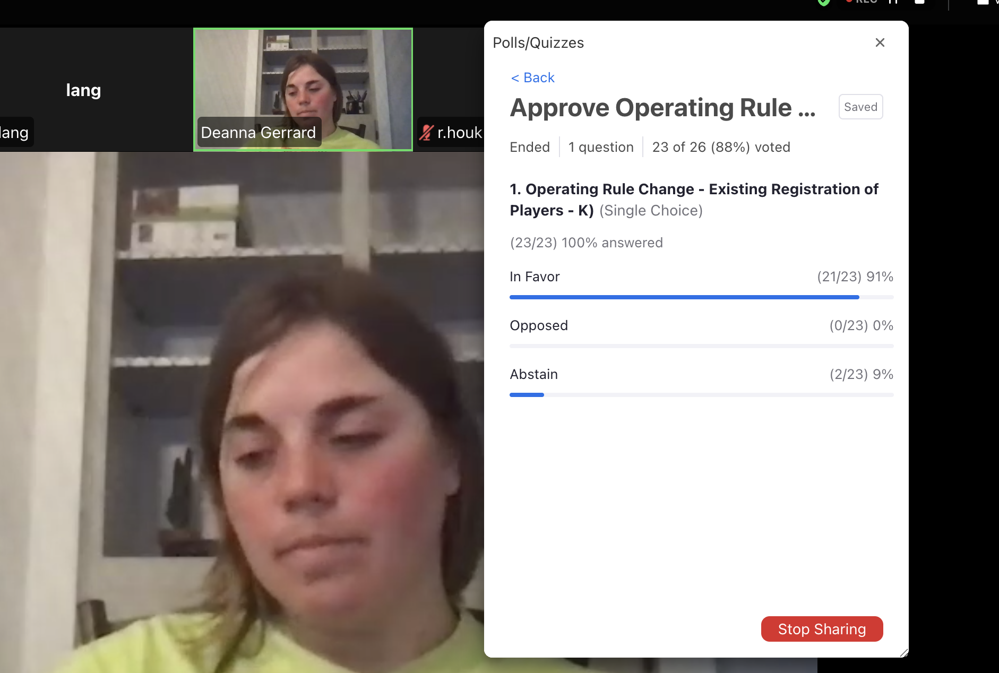 REC
Polls/Quizzes
< Back
lang
Approve Operating Rule ...
Saved
lang
Deanna Gerrard
r.houk
Ended
1 question
23 of 26 (88%) voted
1. Operating Rule Change - Existing Registration of
Players - K) (Single Choice)
(23/23) 100% answered
In Favor
(21/23) 91%
Opposed
(0/23) 0%
Abstain
(2/23) 9%
Stop Sharing